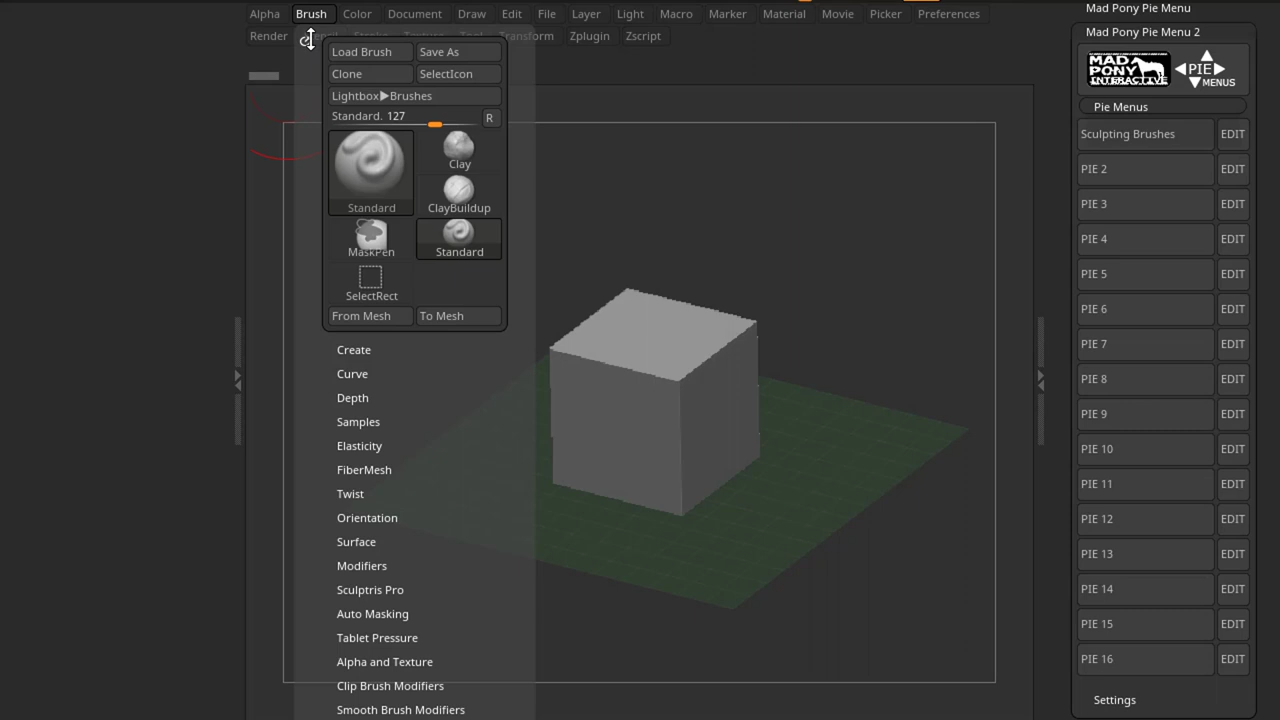 Alpha Brush Color Document Draw Edit File Layer Light Macro Marker Material Movie Picker Preferences
Render Stencil Stroke Texture Tool Transform Zplugin Zscript
Load Brush Save As
Clone SelectIcon
Lightbox▶Brushes
Standard. 127 R
Standard
Clay
ClayBuildup
MaskPen
Standard
SelectRect
From Mesh To Mesh
Create
Curve
Depth
Samples
Elasticity
FiberMesh
Twist
Orientation
Surface
Modifiers
Sculptris Pro
Auto Masking
Tablet Pressure
Alpha and Texture
Clip Brush Modifiers
Smooth Brush Modifiers
Mad Pony Pie Menu
Mad Pony Pie Menu 2
MAD
PONY
INTERACTIVE
PIE
MENUS
Pie Menus
Sculpting Brushes EDIT
PIE 2 EDIT
PIE 3 EDIT
PIE 4 EDIT
PIE 5 EDIT
PIE 6 EDIT
PIE 7 EDIT
PIE 8 EDIT
PIE 9 EDIT
PIE 10 EDIT
PIE 11 EDIT
PIE 12 EDIT
PIE 13 EDIT
PIE 14 EDIT
PIE 15 EDIT
PIE 16 EDIT
Settings